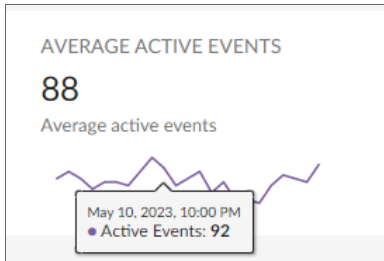 AVERAGE ACTIVE EVENTS
88
Average active events
May 10, 2023, 10:00 PM
Active Events: 92